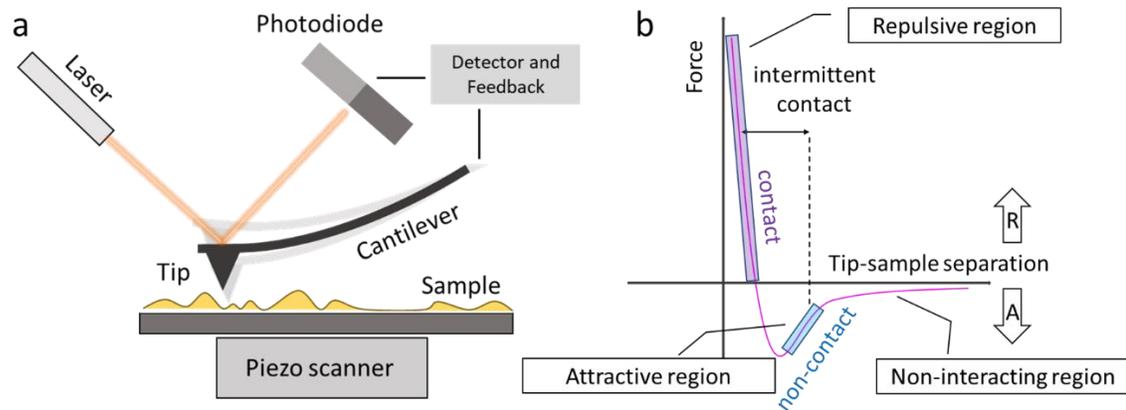 a
Laser
Photodiode
Detector and
Feedback
Cantilever
Tip
Sample
Piezo scanner
b
Force
Repulsive region
intermittent
contact
contact
R
Tip-sample separation
A
Attractive region
non-contact
Non-interacting region